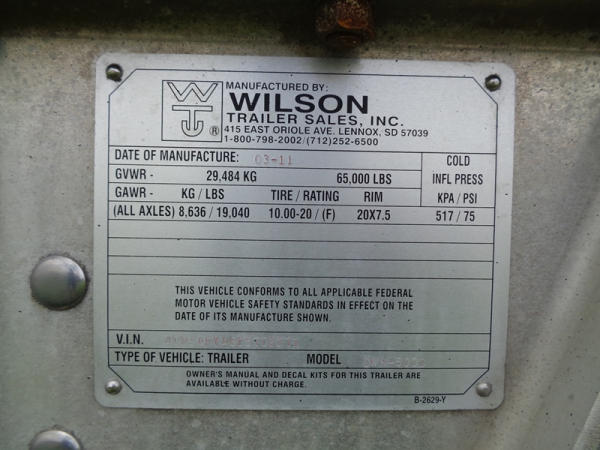 WT
®
MANUFACTURED BY:
WILSON
TRAILER SALES, INC.
415 EAST ORIOLE AVE. LENNOX, SD 57039
1-800-798-2002/(712)252-6500
DATE OF MANUFACTURE: 03-11
COLD
GVWR - 29,484 KG 65,000 LBS
INFL PRESS
GAWR - KG / LBS TIRE / RATING RIM KPA / PSI
(ALL AXLES) 8,636 / 19,040 10.00-20 / (F) 20X7.5 517 / 75
THIS VEHICLE CONFORMS TO ALL APPLICABLE FEDERAL
MOTOR VEHICLE SAFETY STANDARDS IN EFFECT ON THE
DATE OF ITS MANUFACTURE SHOWN.
V.I.N.
TYPE OF VEHICLE: TRAILER MODEL
OWNER'S MANUAL AND DECAL KITS FOR THIS TRAILER ARE
AVAILABLE WITHOUT CHARGE.
B-2629-Y